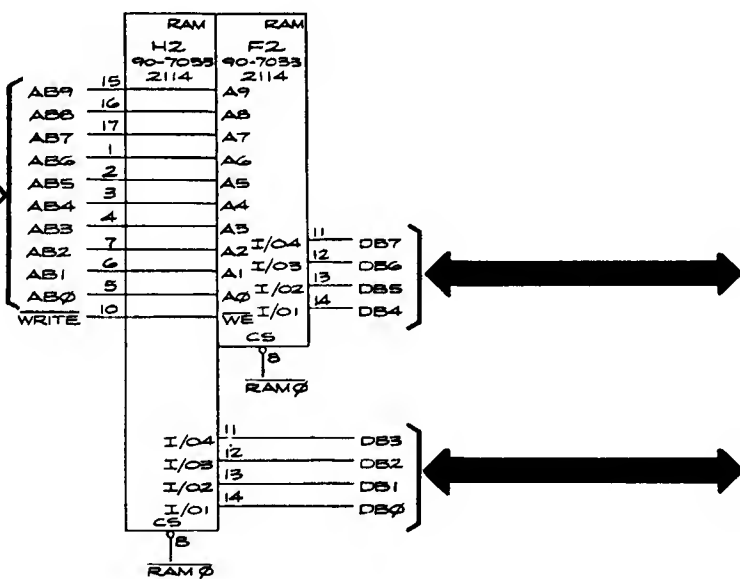 RAM RAM
H2 F2
90-7033 90-7033
2114 2114
AB9 15 A9
AB8 16 A8
AB7 17 A7
AB6 1 A6
AB5 2 A5
AB4 3 A4
AB3 4 A3
AB2 7 A2 I/O4 11 DB7
AB1 6 A1 I/O3 12 DB6
ABØ 5 AØ I/O2 13 DB5
WRITE 10 WE I/O1 14 DB4
CS
8
RAMØ
I/O4 11 DB3
I/O3 12 DB2
I/O2 13 DB1
I/O1 14 DBØ
CS
8
RAMØ